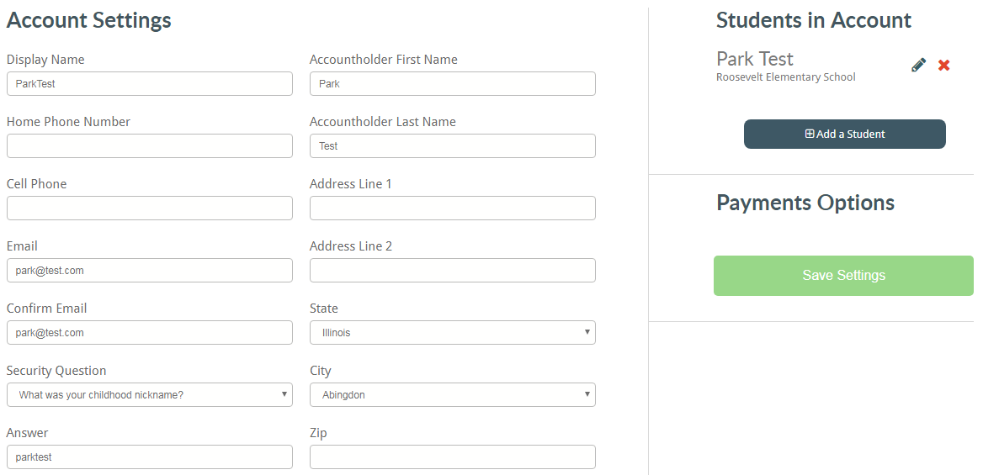 Account Settings
Display Name
ParkTest
Home Phone Number
Cell Phone
Email
park@test.com
Confirm Email
park@test.com
Security Question
What was your childhood nickname?
Answer
parktest
Accountholder First Name
Park
Accountholder Last Name
Test
Address Line 1
Address Line 2
State
Illinois
City
Abingdon
Zip
Students in Account
Park Test
Roosevelt Elementary School
Add a Student
Payments Options
Save Settings